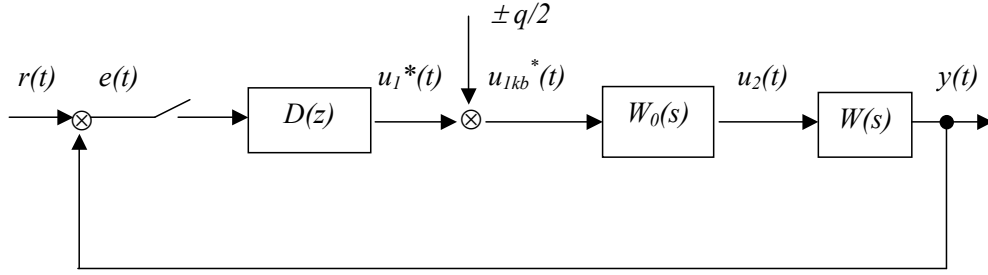 ± q/2
r(t) e(t) u₁*(t) u₁kb*(t) u₂(t) y(t)
D(z) W₀(s) W(s)